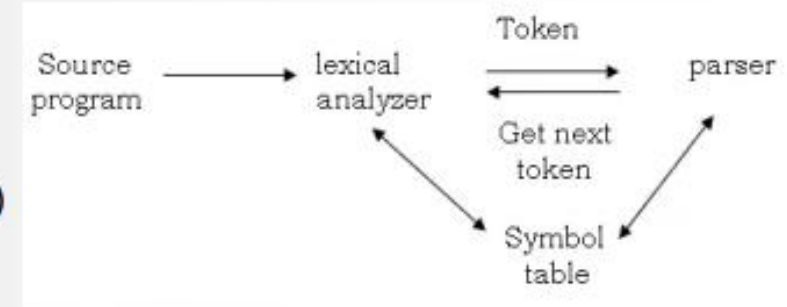 Token
Source
program
lexical
analyzer
parser
Get next
token
Symbol
table